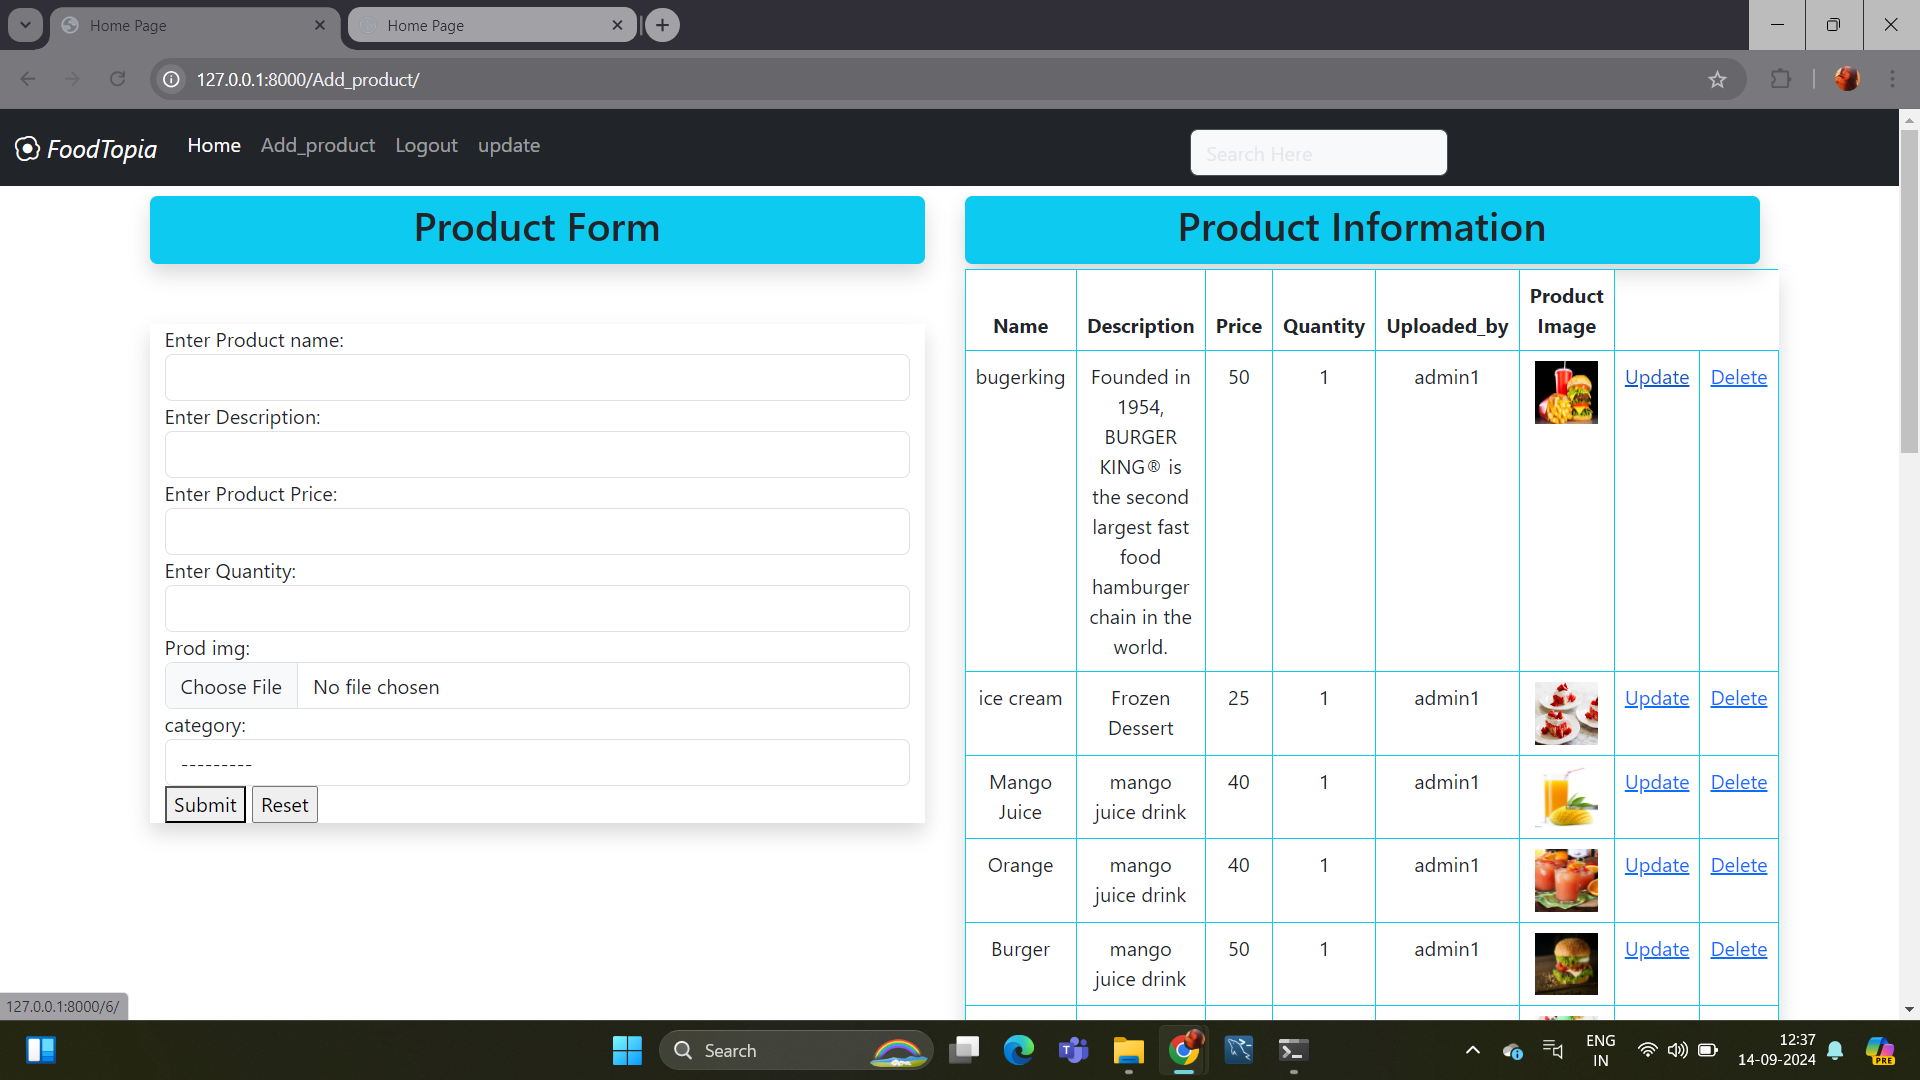 Home Page
Home Page
127.0.0.1:8000/Add_product/
FoodTopia Home Add_product Logout update Search Here
Product Form
Enter Product name:
Enter Description:
Enter Product Price:
Enter Quantity:
Prod img:
Choose File No file chosen
category:
---------
Submit Reset
Product Information
Name Description Price Quantity Uploaded_by Product Image
bugerking Founded in 50 1 admin1 Update Delete
1954,
BURGER
KING® is
the second
largest fast
food
hamburger
chain in the
world.
ice cream Frozen 25 1 admin1 Update Delete
Dessert
Mango mango 40 1 admin1 Update Delete
Juice juice drink
Orange mango 40 1 admin1 Update Delete
juice drink
Burger mango 50 1 admin1 Update Delete
juice drink
127.0.0.1:8000/6/
Search
ENG
IN
12:37
14-09-2024
PRE